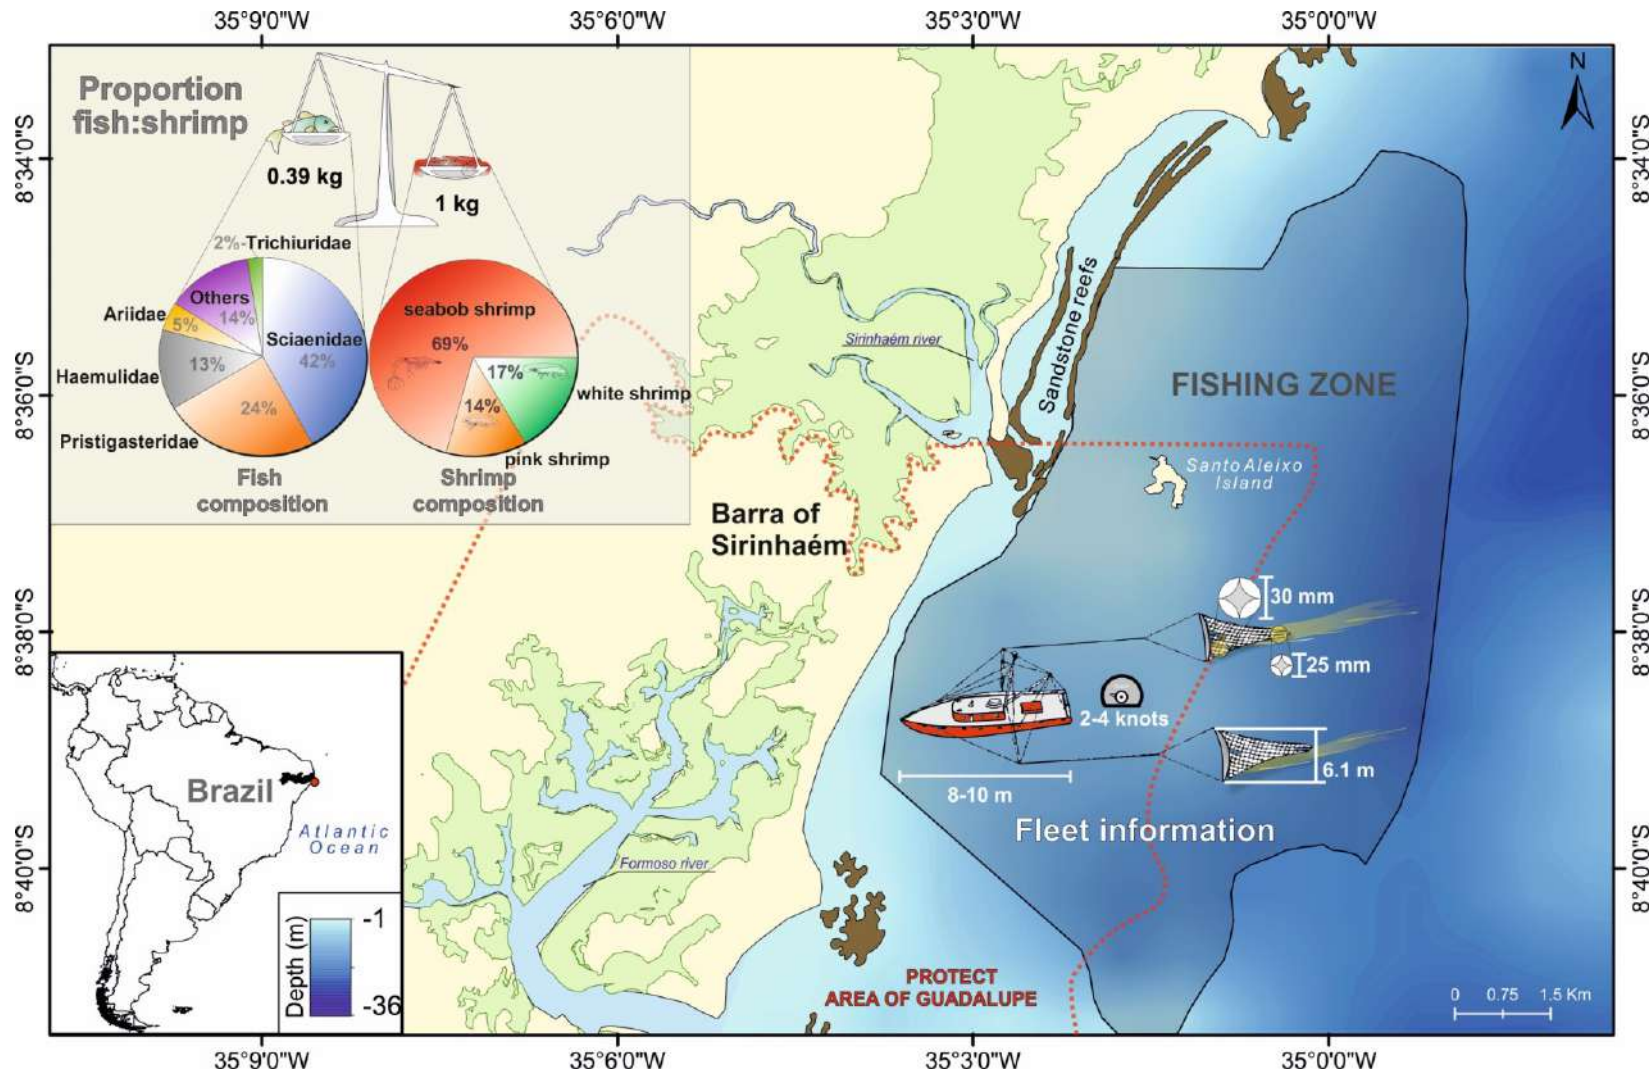 35°9'0"W
35°6'0"W
35°3'0"W
35°0'0"W
8°34'0"S
8°36'0"S
8°38'0"S
8°40'0"S
Proportion
fish:shrimp
0.39 kg
1 kg
2%-Trichiuridae
Others
14%
Ariidae
5%
Sciaenidae
42%
13%
Haemulidae
24%
Pristigasteridae
Fish
composition
seabob shrimp
69%
17%
white shrimp
14%
pink shrimp
Shrimp
composition
Sirinhaém river
Sandstone reefs
N
8°34'0"S
8°36'0"S
8°38'0"S
8°40'0"S
FISHING ZONE
Santo Aleixo
Island
Barra of
Sirinhaém
30 mm
25 mm
2-4 knots
6.1 m
8-10 m
Fleet information
Formoso river
PROTECT
AREA OF GUADALUPE
0 0.75 1.5 Km
Brazil
Atlantic
Ocean
Depth (m)
-1
-36
35°9'0"W
35°6'0"W
35°3'0"W
35°0'0"W